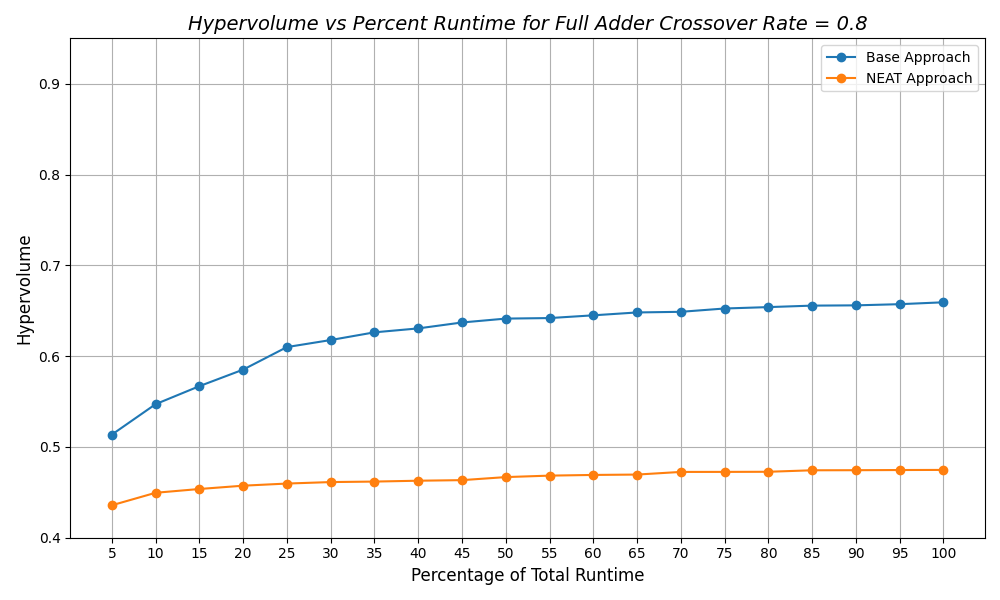 Hypervolume vs Percent Runtime for Full Adder Crossover Rate = 0.8
Base Approach
NEAT Approach
Hypervolume
0.9
0.8
0.7
0.6
0.5
0.4
5 10 15 20 25 30 35 40 45 50 55 60 65 70 75 80 85 90 95 100
Percentage of Total Runtime